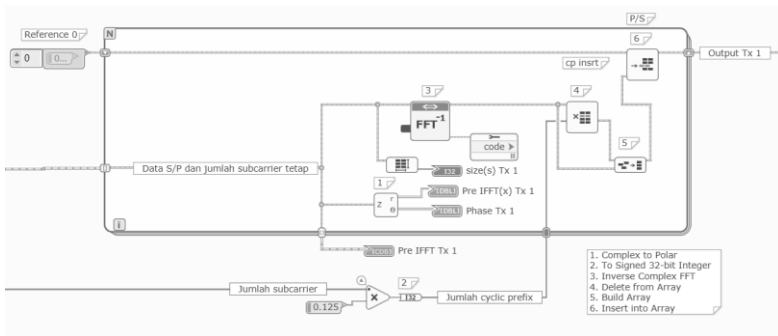 P/S
Reference 0
N
6
Output Tx 1
0
0...
cp insrt
3
4
FFT
-1
code
5
Data S/P dan jumlah subcarrier tetap
I32
size(s) Tx 1
1
z
r
θ
[DBL]
Pre IFFT(x) Tx 1
[DBL]
Phase Tx 1
i
Pre IFFT Tx 1
1. Complex to Polar
2. To Signed 32-bit Integer
3. Inverse Complex FFT
4. Delete from Array
5. Build Array
6. Insert into Array
2
Jumlah subcarrier
0.125
I32
Jumlah cyclic prefix